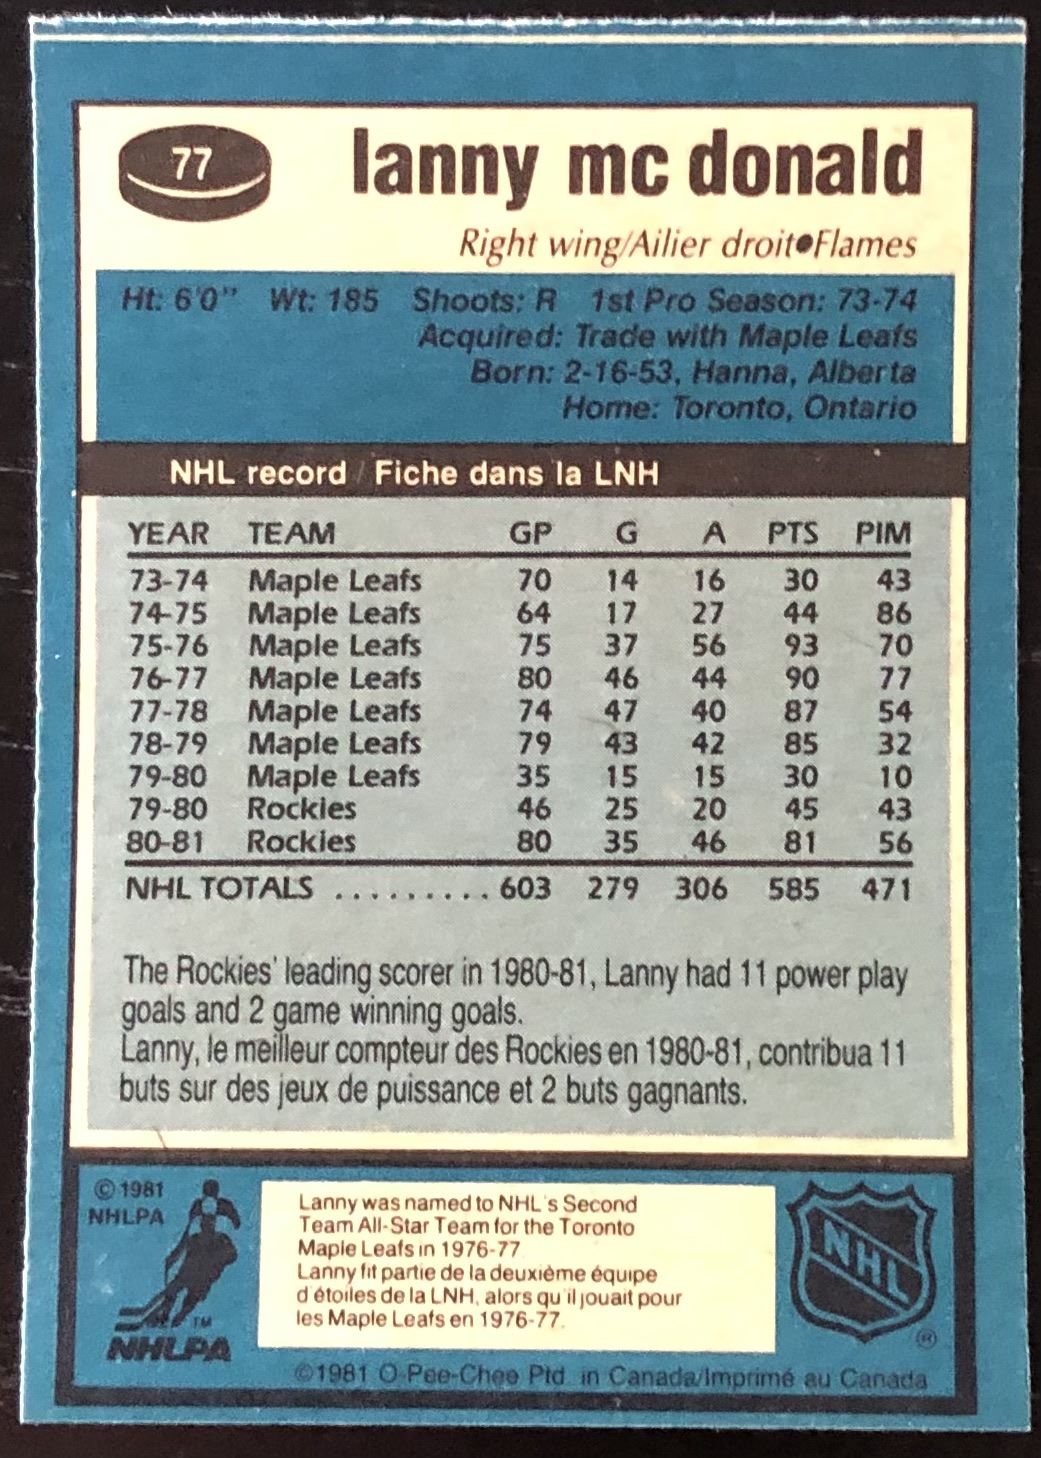 77
lanny mc donald
Right wing/Ailier droit●Flames
Ht: 6'0" Wt: 185 Shoots: R 1st Pro Season: 73-74
Acquired: Trade with Maple Leafs
Born: 2-16-53, Hanna, Alberta
Home: Toronto, Ontario
NHL record / Fiche dans la LNH
YEAR TEAM GP G A PTS PIM
73-74 Maple Leafs 70 14 16 30 43
74-75 Maple Leafs 64 17 27 44 86
75-76 Maple Leafs 75 37 56 93 70
76-77 Maple Leafs 80 46 44 90 77
77-78 Maple Leafs 74 47 40 87 54
78-79 Maple Leafs 79 43 42 85 32
79-80 Maple Leafs 35 15 15 30 10
79-80 Rockies 46 25 20 45 43
80-81 Rockies 80 35 46 81 56
NHL TOTALS ......... 603 279 306 585 471
The Rockies' leading scorer in 1980-81, Lanny had 11 power play
goals and 2 game winning goals.
Lanny, le meilleur compteur des Rockies en 1980-81, contribua 11
buts sur des jeux de puissance et 2 buts gagnants.
© 1981
NHLPA
TM
NHLPA
Lanny was named to NHL's Second
Team All-Star Team for the Toronto
Maple Leafs in 1976-77.
Lanny fit partie de la deuxième équipe
d'étoiles de la LNH, alors qu'il jouait pour
les Maple Leafs en 1976-77.
NHL
®
©1981 O-Pee-Chee Ptd. in Canada/Imprimé au Canada